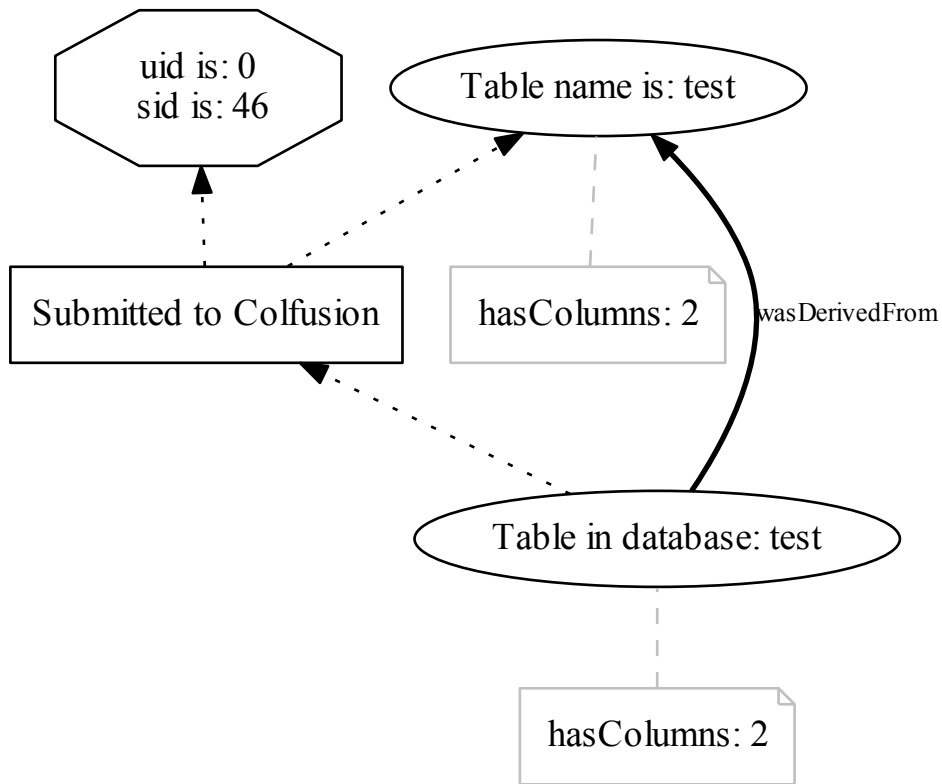 uid is: 0
sid is: 46
Table name is: test
Submitted to Colfusion
hasColumns: 2
wasDerivedFrom
Table in database: test
hasColumns: 2